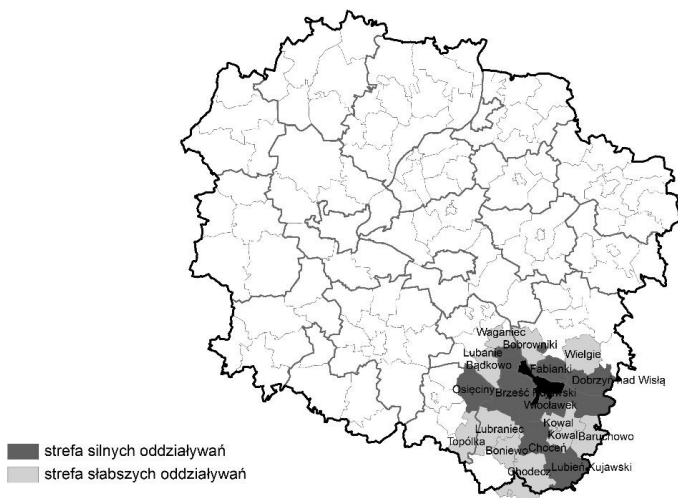 Waganiec
Bobrowniki
Lubanie
Wielgie
Bądkowo
Fabianki
Dobrzyń nad Wisłą
Osięciny
Brześć Kujawski
Włocławek
Kowal
Lubraniec
Kowal
Baruchowo
Topólka
Boniewo
Choceń
Chodecz
Lubień Kujawski
strefa silnych oddziaływań
strefa słabszych oddziaływań